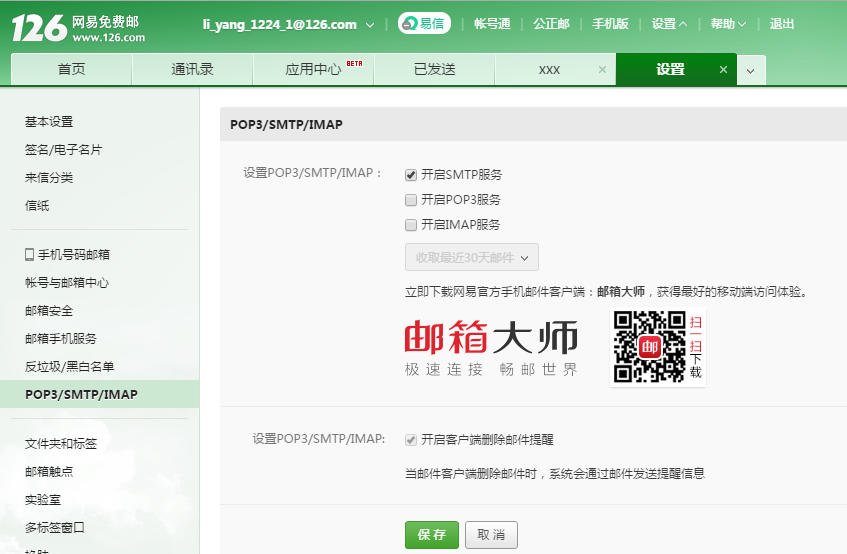 126 网易免费邮
www.126.com
li_yang_1224_1@126.com
易信
帐号通
公正邮
手机版
设置
帮助
退出
首页
通讯录
应用中心 BETA
已发送
xxx
设置
基本设置
签名/电子名片
来信分类
信纸
手机号码邮箱
帐号与邮箱中心
邮箱安全
邮箱手机服务
反垃圾/黑白名单
POP3/SMTP/IMAP
文件夹和标签
邮箱触点
实验室
多标签窗口
换肤
POP3/SMTP/IMAP
设置POP3/SMTP/IMAP：
开启SMTP服务
开启POP3服务
开启IMAP服务
收取最近30天邮件
立即下载网易官方手机邮件客户端：邮箱大师，获得最好的移动端访问体验。
邮箱大师
极速连接 畅邮世界
邮
扫一扫下载
设置POP3/SMTP/IMAP:
开启客户端删除邮件提醒
当邮件客户端删除邮件时，系统会通过邮件发送提醒信息
保 存
取 消